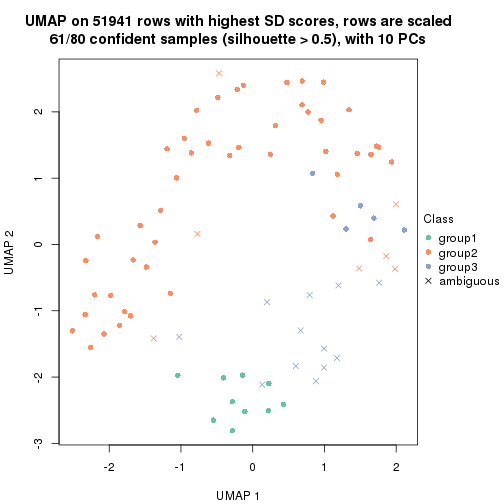 UMAP on 51941 rows with highest SD scores, rows are scaled
61/80 confident samples (silhouette > 0.5), with 10 PCs
2
1
0
-1
-2
-3
UMAP 2
-2
-1
0
1
2
UMAP 1
Class
group1
group2
group3
ambiguous